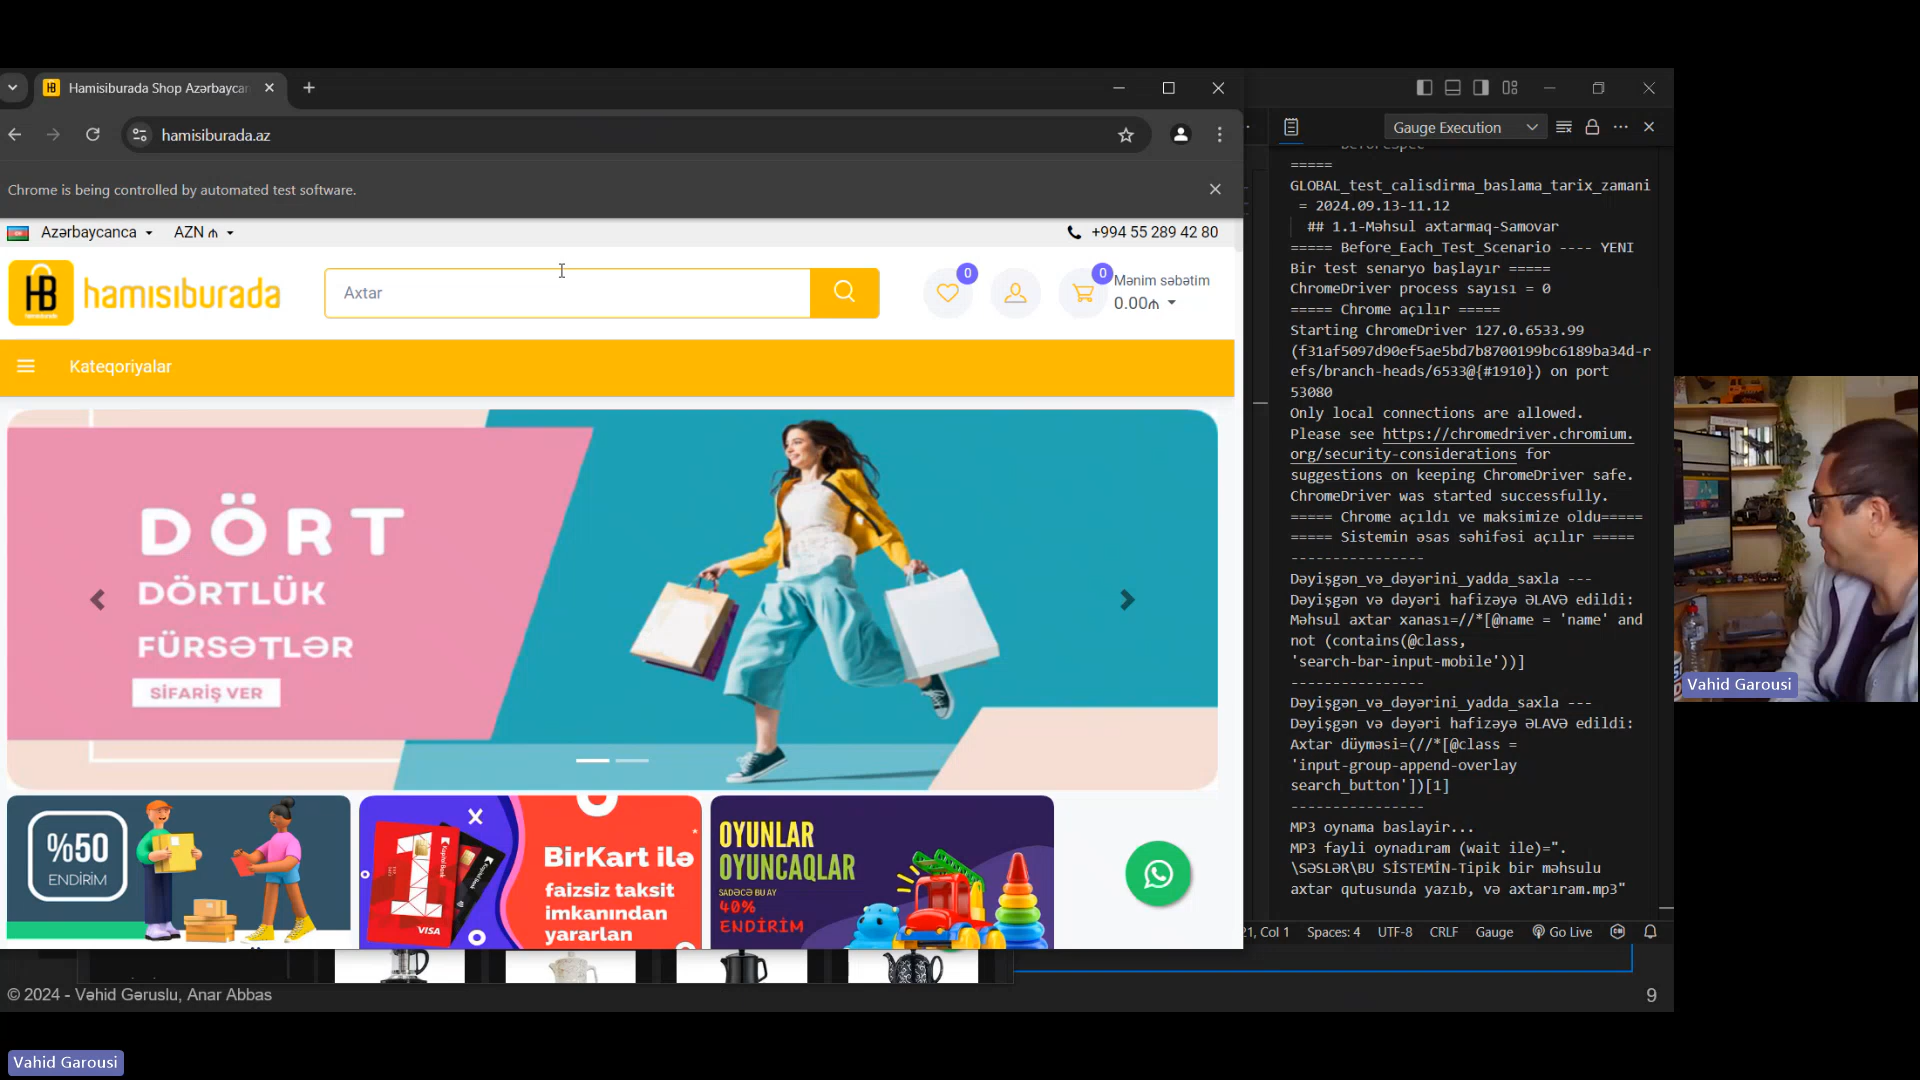 Hamisiburada Shop Azərbaycan
hamisiburada.az
Chrome is being controlled by automated test software.
Azərbaycanca
AZN ₼
+994 55 289 42 80
HB
hamısıburada
Axtar
0
0
Mənim səbətim
0.00₼
Kateqoriyalar
DÖRT
DÖRTLÜK
FÜRSƏTLƏR
SİFARİŞ VER
%50
ENDİRİM
VISA
BirKart ilə
faizsiz taksit
imkanından
yararlan
OYUNLAR
OYUNCAQLAR
SADƏCƏ BU AY
40%
ENDİRİM
Gauge Execution
=====
GLOBAL_test_calisdirma_baslama_tarix_zamani
= 2024.09.13-11.12
## 1.1-Məhsul axtarmaq-Samovar
===== Before_Each_Test_Scenario ---- YENI
Bir test senaryo başlayır =====
ChromeDriver process sayısı = 0
===== Chrome açılır =====
Starting ChromeDriver 127.0.6533.99
(f31af5097d90ef5ae5bd7b8700199bc6189ba34d-r
efs/branch-heads/6533@{#1910}) on port
53080
Only local connections are allowed.
Please see https://chromedriver.chromium.
org/security-considerations for
suggestions on keeping ChromeDriver safe.
ChromeDriver was started successfully.
===== Chrome açıldı ve maksimize oldu=====
===== Sistemin əsas səhifəsi açılır =====
----------------
Dəyişgən_və_dəyərini_yadda_saxla ---
Dəyişgən və dəyəri hafizəyə ƏLAVƏ edildi:
Məhsul axtar xanası=//*[@name = 'name' and
not (contains(@class,
'search-bar-input-mobile'))]
----------------
Dəyişgən_və_dəyərini_yadda_saxla ---
Dəyişgən və dəyəri hafizəyə ƏLAVƏ edildi:
Axtar düyməsi=(//*[@class =
'input-group-append-overlay
search_button'])[1]
----------------
MP3 oynama baslayir...
MP3 fayli oynadıram (wait ile)=".
\SƏSLƏR\BU SİSTEMİN-Tipik bir məhsulu
axtar qutusunda yazıb, və axtarıram.mp3"
21, Col 1
Spaces: 4
UTF-8
CRLF
Gauge
Go Live
© 2024 - Vəhid Gəruslu, Anar Abbas
9
Vahid Garousi
Vahid Garousi